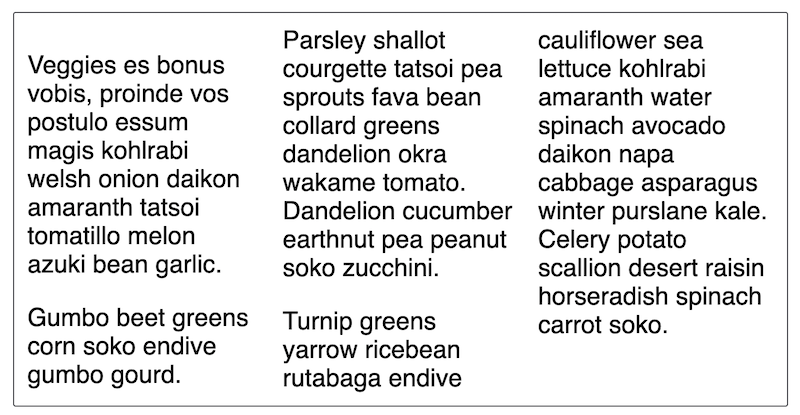 Veggies es bonus
vobis, proinde vos
postulo essum
magis kohlrabi
welsh onion daikon
amaranth tatsoi
tomatillo melon
azuki bean garlic.
Gumbo beet greens
corn soko endive
gumbo gourd.
Parsley shallot
courgette tatsoi pea
sprouts fava bean
collard greens
dandelion okra
wakame tomato.
Dandelion cucumber
earthnut pea peanut
soko zucchini.
Turnip greens
yarrow ricebean
rutabaga endive
cauliflower sea
lettuce kohlrabi
amaranth water
spinach avocado
daikon napa
cabbage asparagus
winter purslane kale.
Celery potato
scallion desert raisin
horseradish spinach
carrot soko.